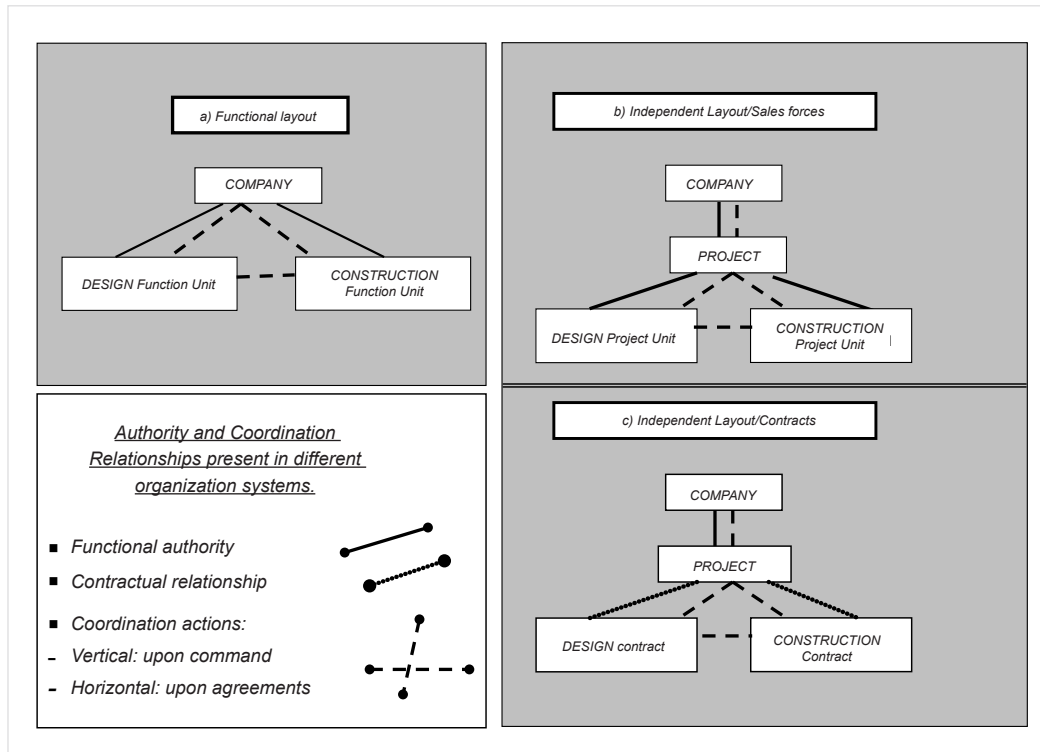 a) Functional layout
COMPANY
DESIGN Function Unit
CONSTRUCTION
Function Unit
b) Independent Layout/Sales forces
COMPANY
PROJECT
DESIGN Project Unit
CONSTRUCTION
Project Unit
Authority and Coordination
Relationships present in different
organization systems.
■ Functional authority
■ Contractual relationship
■ Coordination actions:
- Vertical: upon command
- Horizontal: upon agreements
c) Independent Layout/Contracts
COMPANY
PROJECT
DESIGN contract
CONSTRUCTION
Contract